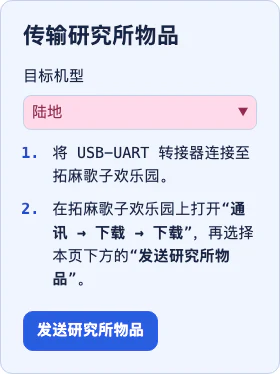 传输研究所物品
目标机型
陆地
1. 将 USB-UART 转接器连接至
拓麻歌子欢乐园。
2. 在拓麻歌子欢乐园上打开“通
讯 → 下载 → 下载”，再选择
本页下方的“发送研究所物
品”。
发送研究所物品